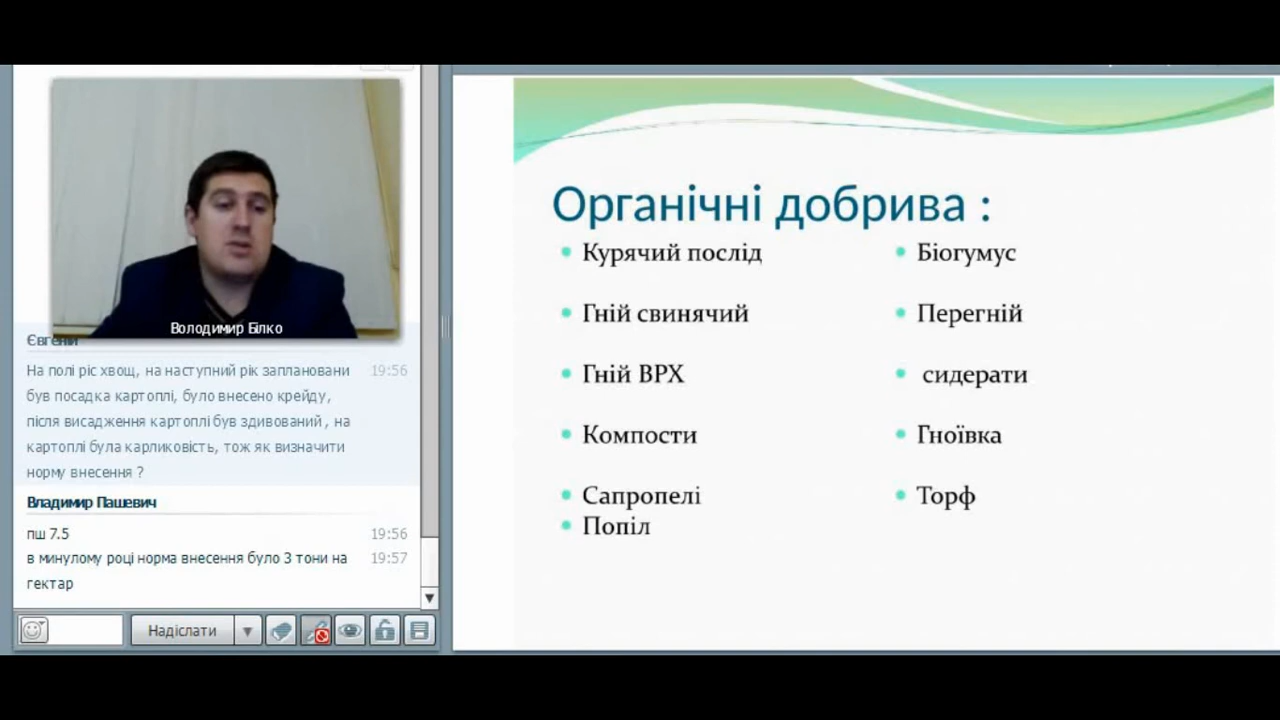 Володимир Білко
Євгеній
На полі ріс хвощ, на наступний рік заплановани 19:56
був посадка картоплі, було внесено крейду,
після висадження картоплі був здивований , на
картоплі була карликовість, тож як визначити
норму внесення ?
Владимир Пашевич
пш 7.5 19:56
в минулому році норма внесення було 3 тони на 19:57
гектар
Надіслати
Органічні добрива :
Курячий послід
Гній свинячий
Гній ВРХ
Компости
Сапропелі
Попіл
Біогумус
Перегній
сидерати
Гноївка
Торф